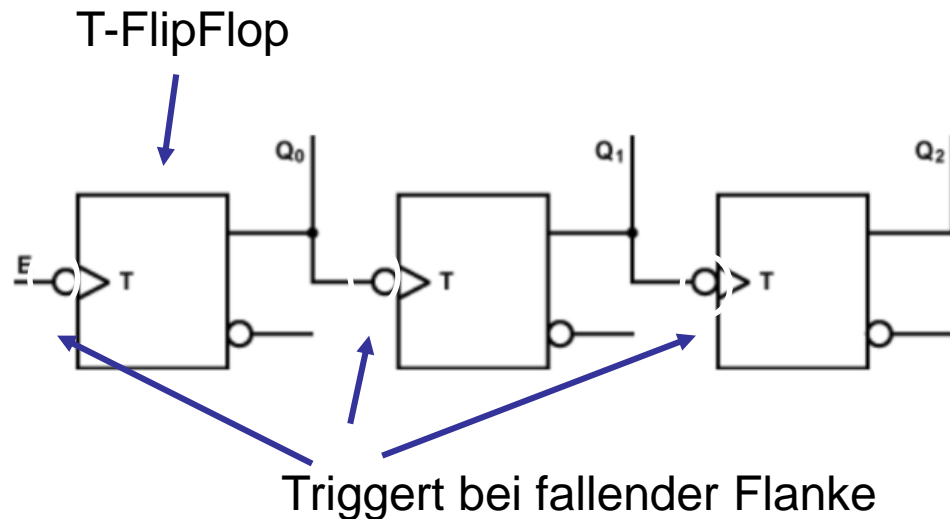 T-FlipFlop
Q₀
Q₁
Q₂
E
T
T
T
Triggert bei fallender Flanke